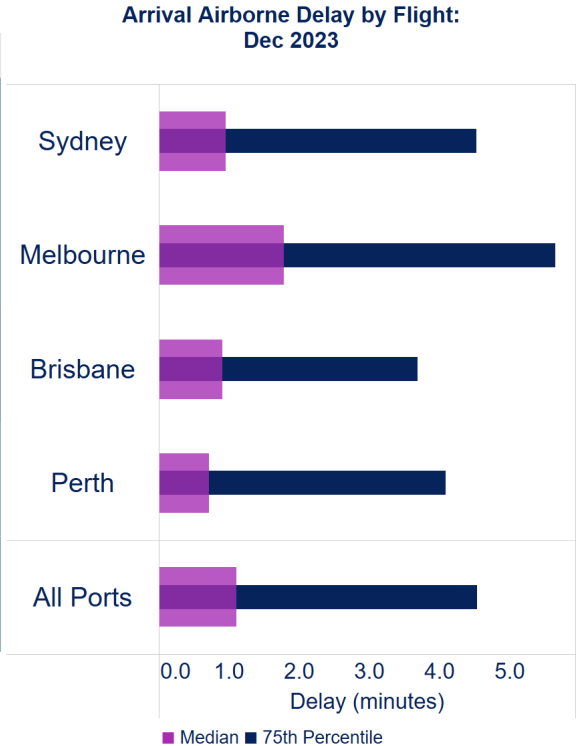 Arrival Airborne Delay by Flight:
Dec 2023
Sydney
Melbourne
Brisbane
Perth
All Ports
0.0 1.0 2.0 3.0 4.0 5.0
Delay (minutes)
Median 75th Percentile